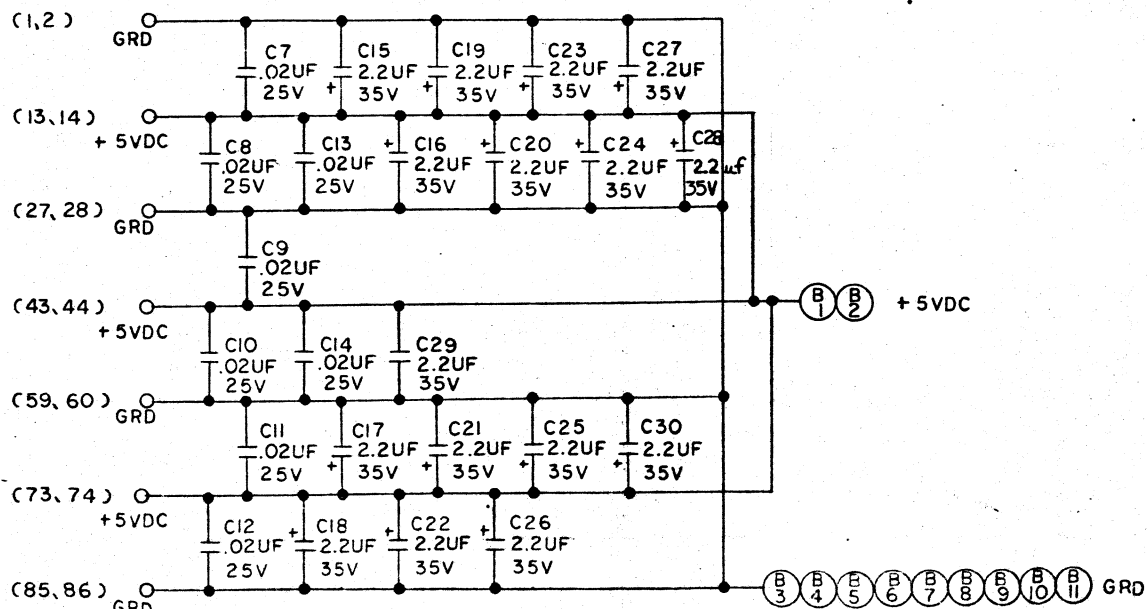 (1,2) GRD
C7 .02UF 25V
C15 2.2UF 35V +
C19 2.2UF 35V +
C23 2.2UF 35V +
C27 2.2UF 35V +
(13,14) + 5VDC
C8 .02UF 25V
C13 .02UF 25V
+ C16 2.2UF 35V
+ C20 2.2UF 35V
+ C24 2.2UF 35V
+ C28 2.2uf 35V
(27,28) GRD
C9 .02UF 25V
(43,44) + 5VDC
B1 B2 + 5VDC
C10 .02UF 25V
C14 .02UF 25V
C29 2.2UF 35V
(59,60) GRD
C11 .02UF 25V
C17 2.2UF 35V +
C21 2.2UF 35V +
C25 2.2UF 35V +
C30 2.2UF 35V +
(73,74) +5VDC
C12 .02UF 25V
+ C18 2.2UF 35V
+ C22 2.2UF 35V
+ C26 2.2UF 35V
(85,86) GRD
B3 B4 B5 B6 B7 B8 B9 B10 B11 GRD